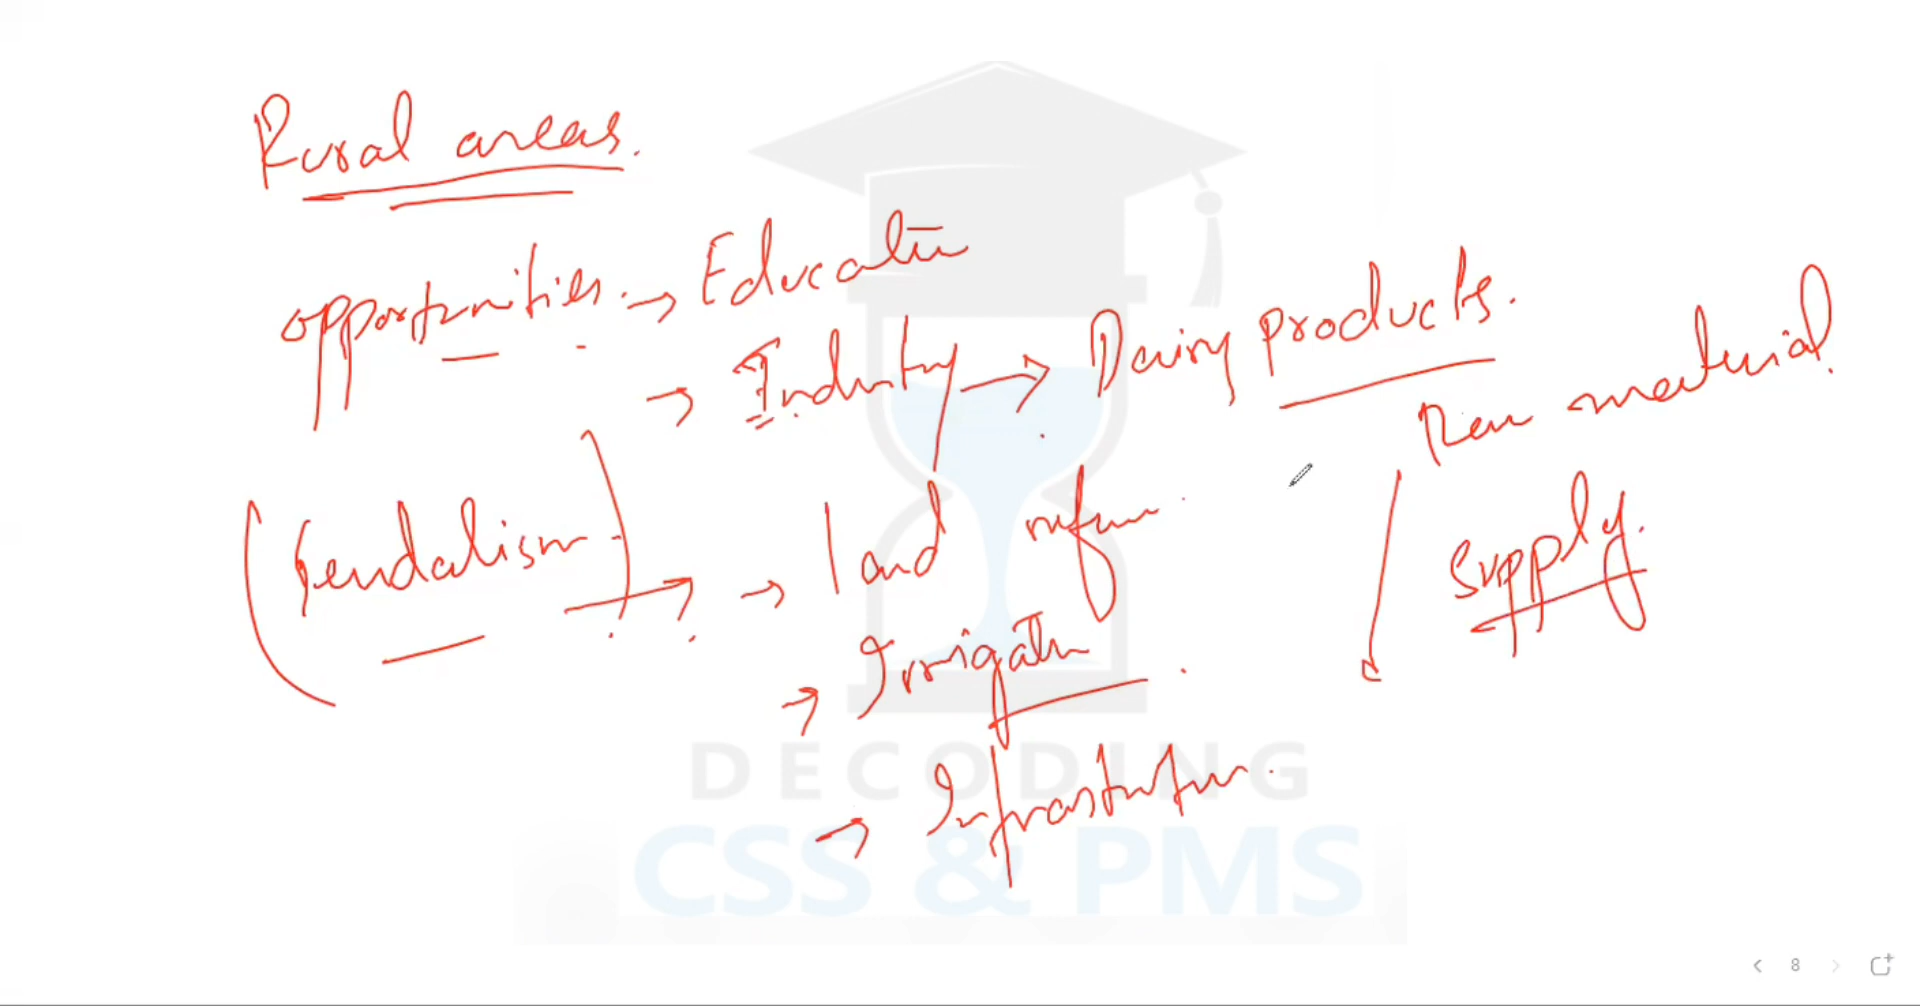 Rural areas.
opportunities. → Education
→ Industry → Dairy products.
Raw material
Supply.
(Feudalism) → → land reform.
→ Irrigation
→ Infrastructure.
DECODING
CSS & PMS
8